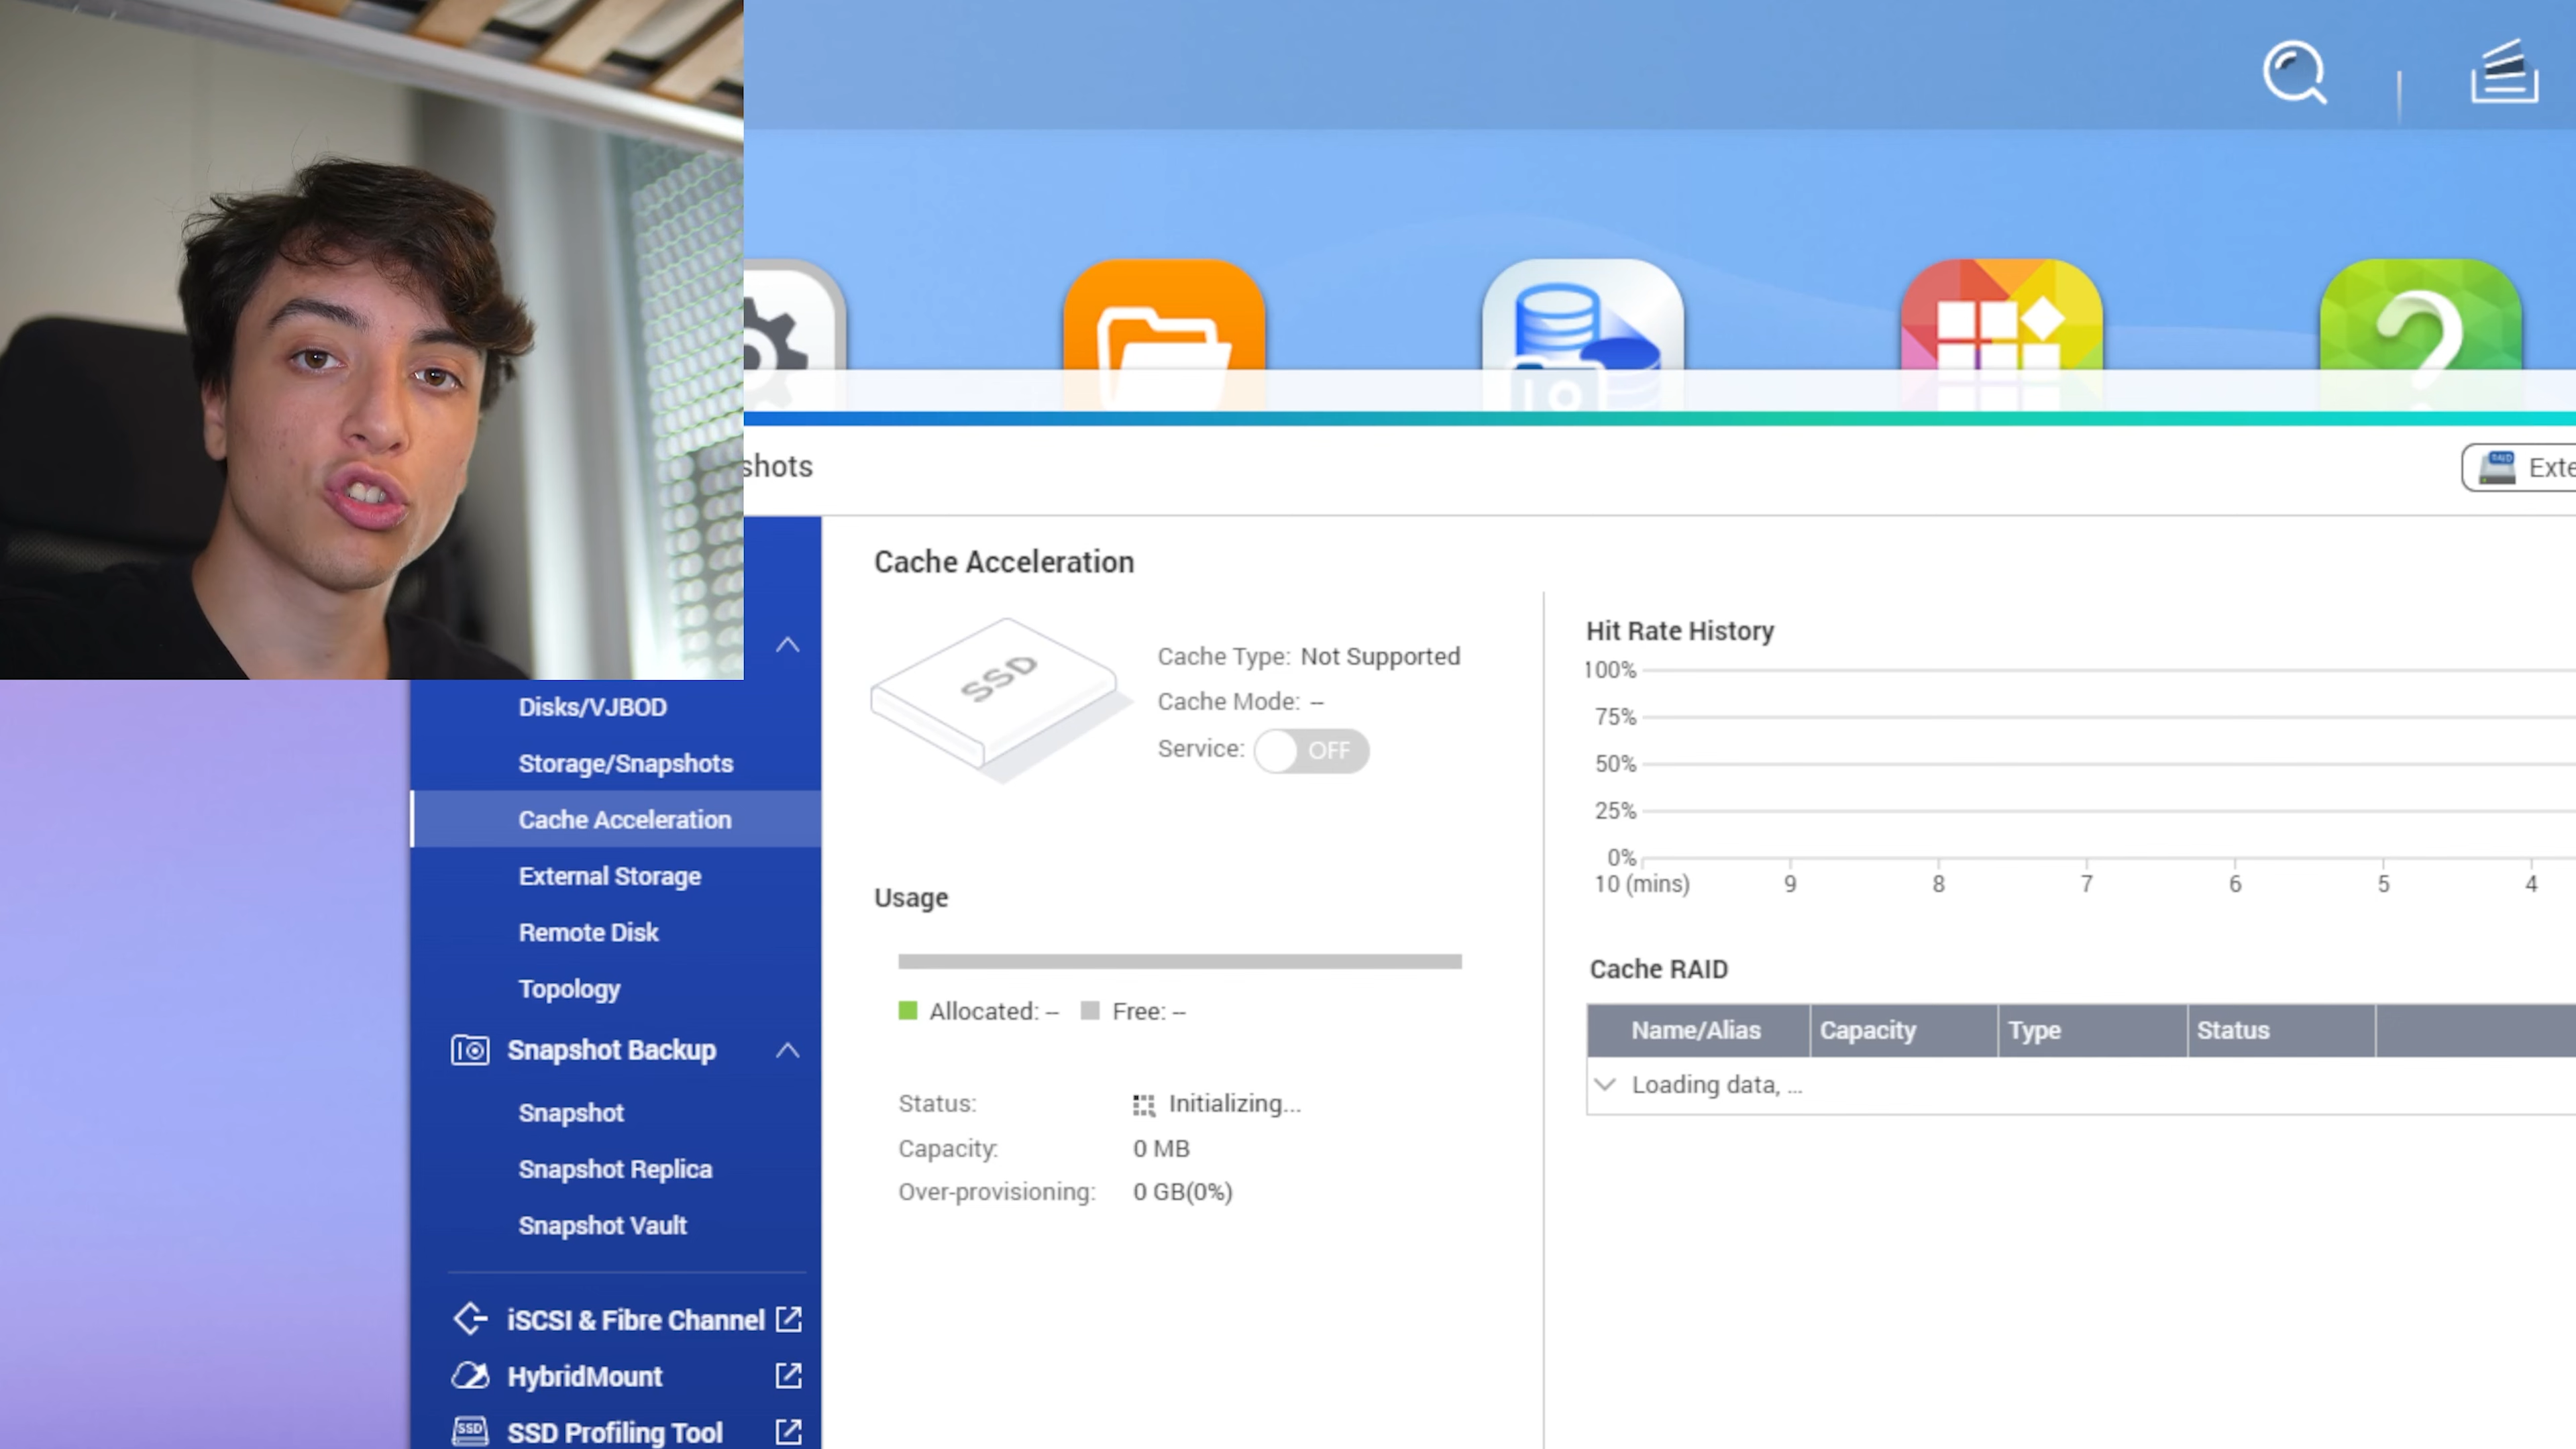 shots
Exte
Disks/VJBOD
Storage/Snapshots
Cache Acceleration
External Storage
Remote Disk
Topology
Snapshot Backup
Snapshot
Snapshot Replica
Snapshot Vault
iSCSI & Fibre Channel
HybridMount
SSD SSD Profiling Tool
Cache Acceleration
SSD
Cache Type: Not Supported
Cache Mode: --
Service: OFF
Usage
Allocated: -- Free: --
Status: Initializing...
Capacity: 0 MB
Over-provisioning: 0 GB(0%)
Hit Rate History
100%
75%
50%
25%
0%
10 (mins) 9 8 7 6 5 4
Cache RAID
Name/Alias Capacity Type Status
Loading data, ...